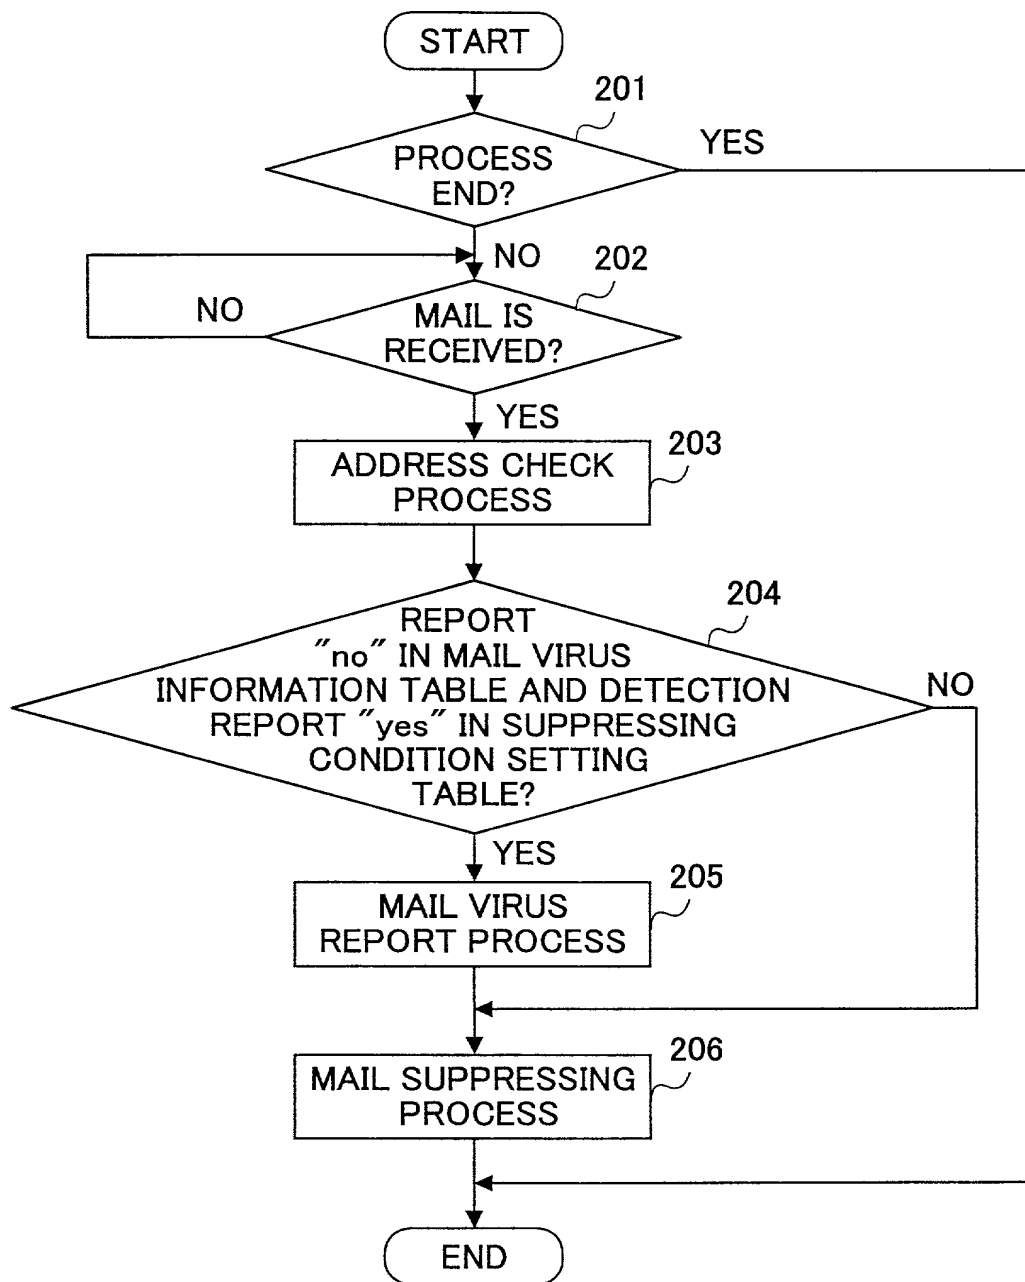 START
201
PROCESS
END?
YES
NO
202
MAIL IS
RECEIVED?
NO
YES
203
ADDRESS CHECK
PROCESS
204
REPORT
"no" IN MAIL VIRUS
INFORMATION TABLE AND DETECTION
REPORT "yes" IN SUPPRESSING
CONDITION SETTING
TABLE?
NO
YES
205
MAIL VIRUS
REPORT PROCESS
206
MAIL SUPPRESSING
PROCESS
END